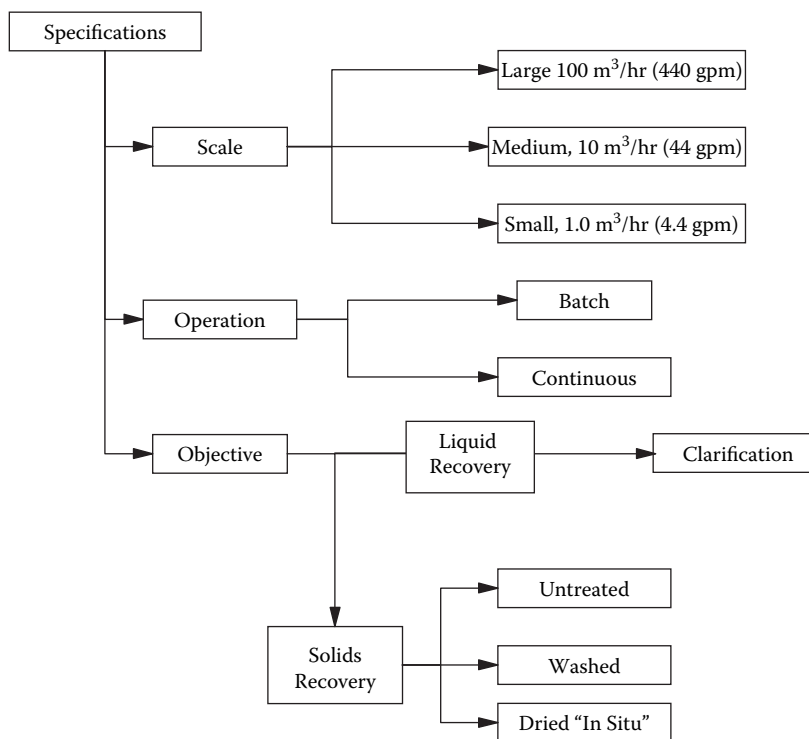 Specifications
Large 100 m³/hr (440 gpm)
Scale
Medium, 10 m³/hr (44 gpm)
Small, 1.0 m³/hr (4.4 gpm)
Batch
Operation
Continuous
Objective
Liquid
Recovery
Clarification
Untreated
Solids
Recovery
Washed
Dried “In Situ”